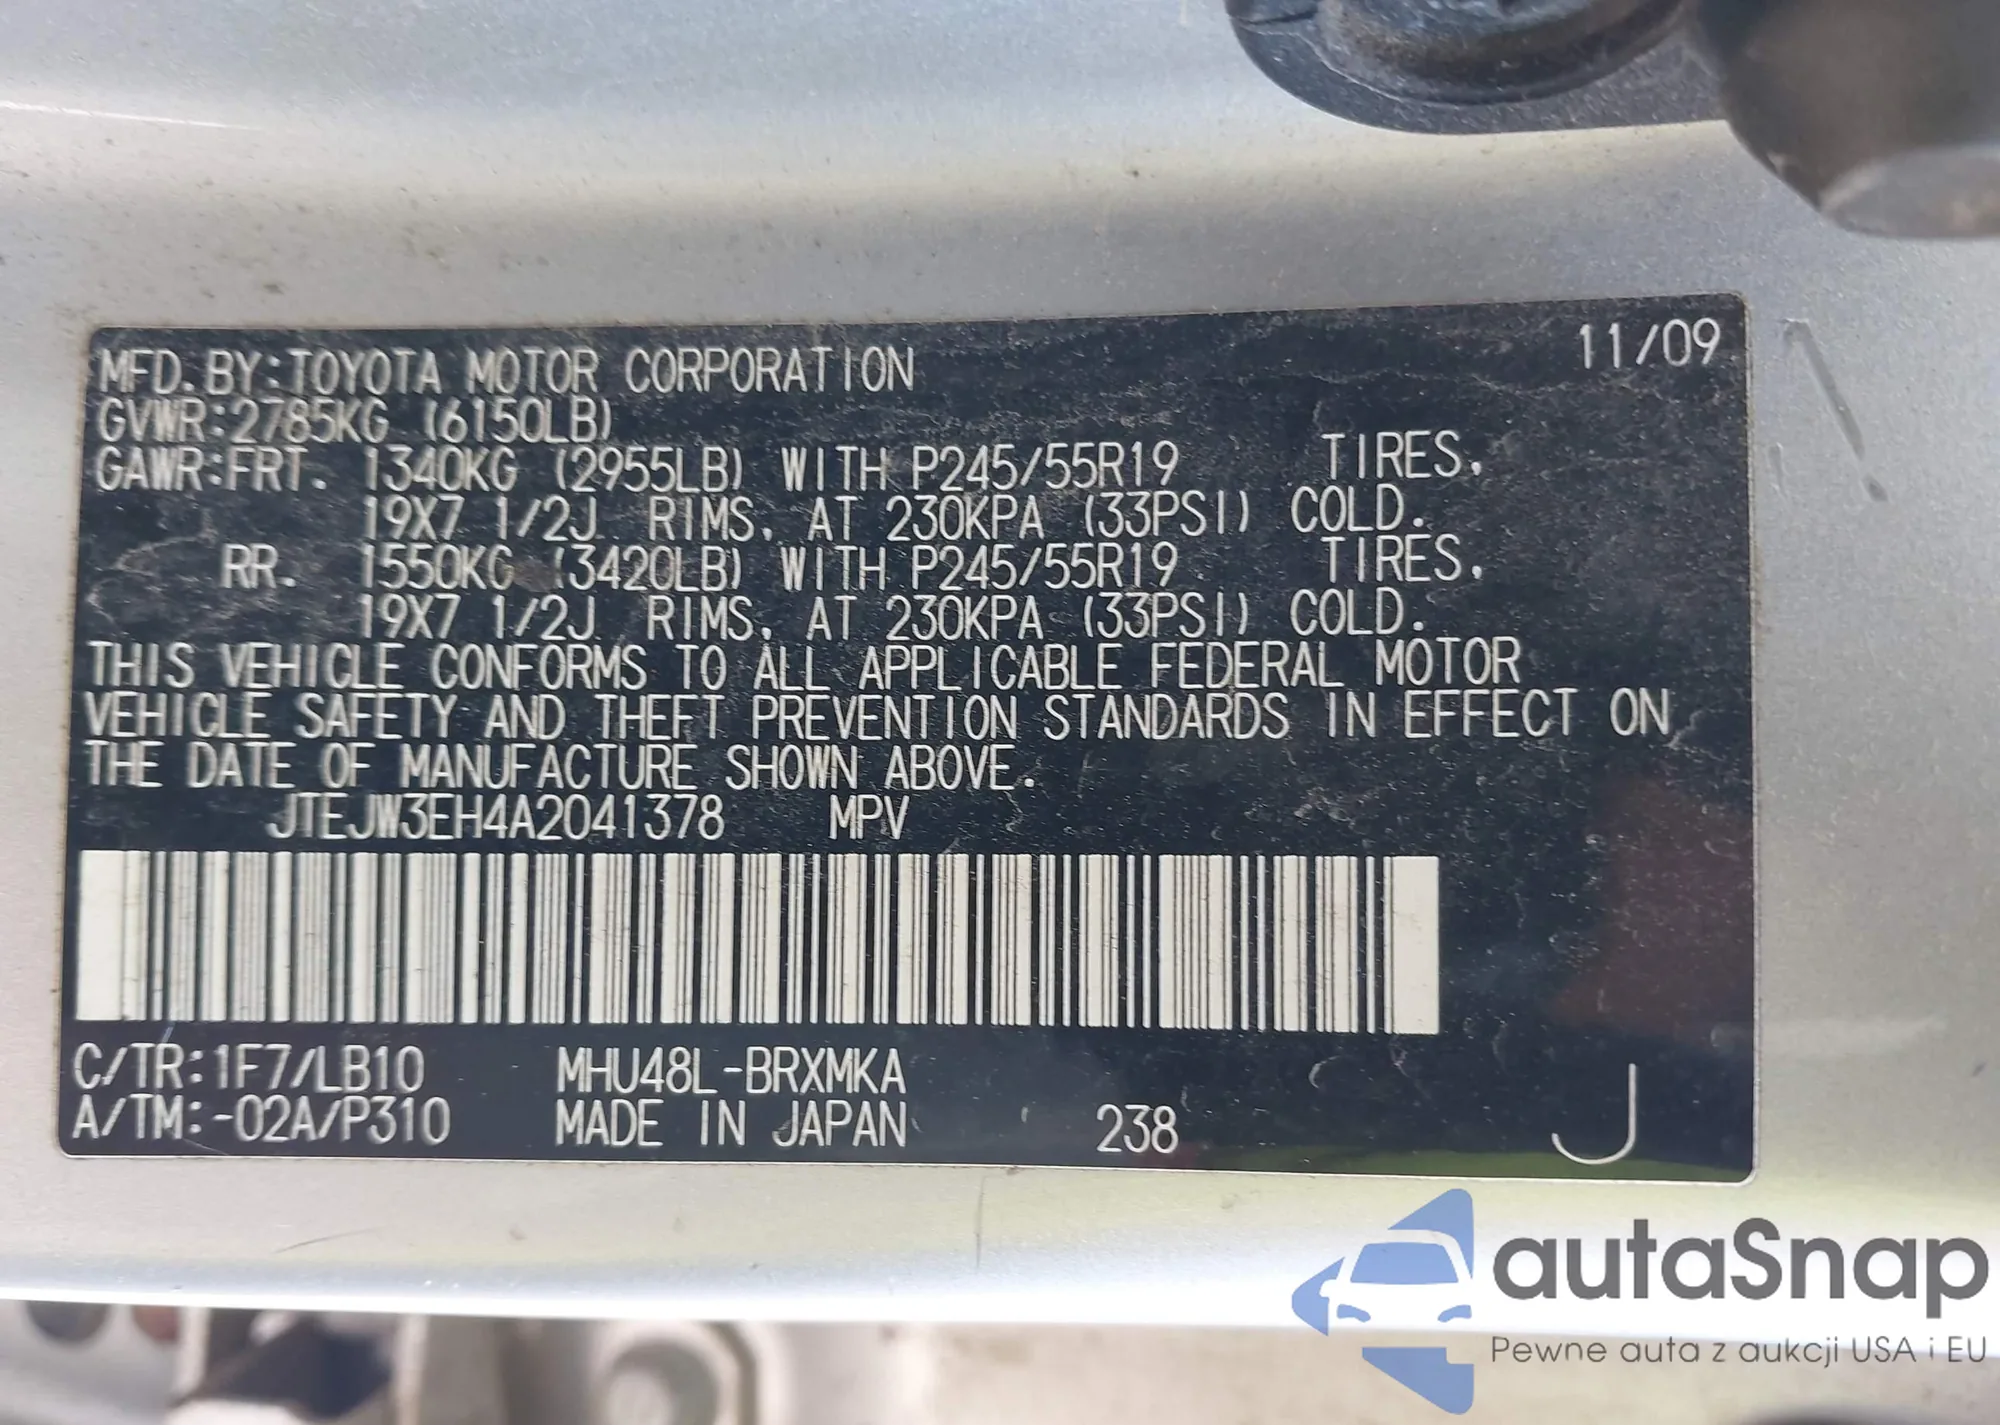 MFD. BY: TOYOTA MOTOR CORPORATION 11/09
GVWR: 2785KG (6150LB)
GAWR: FRT. 1340KG (2955LB) WITH P245/55R19 TIRES,
19X7 1/2J RIMS, AT 230KPA (33PSI) COLD.
RR. 1550KG (3420LB) WITH P245/55R19 TIRES,
19X7 1/2J RIMS, AT 230KPA (33PSI) COLD.
THIS VEHICLE CONFORMS TO ALL APPLICABLE FEDERAL MOTOR
VEHICLE SAFETY AND THEFT PREVENTION STANDARDS IN EFFECT ON
THE DATE OF MANUFACTURE SHOWN ABOVE.
JTEJW3EH4A2041378 MPV
C/TR: 1F7/LB10 MHU48L-BRXMKA
A/TM: -02A/P310 MADE IN JAPAN 238 J
autaSnap
Pewne auta z aukcji USA i EU